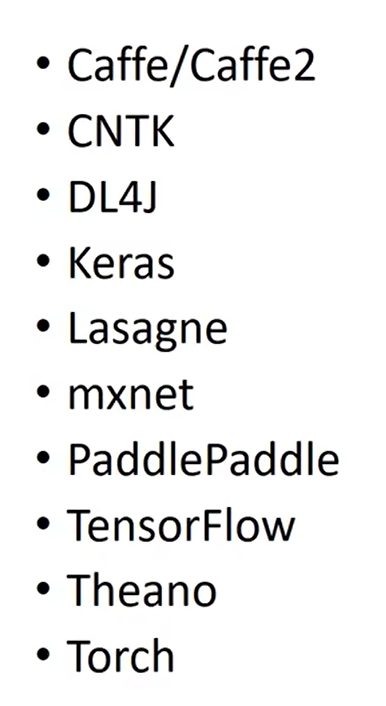 • Caffe/Caffe2
• CNTK
• DL4J
• Keras
• Lasagne
• mxnet
• PaddlePaddle
• TensorFlow
• Theano
• Torch